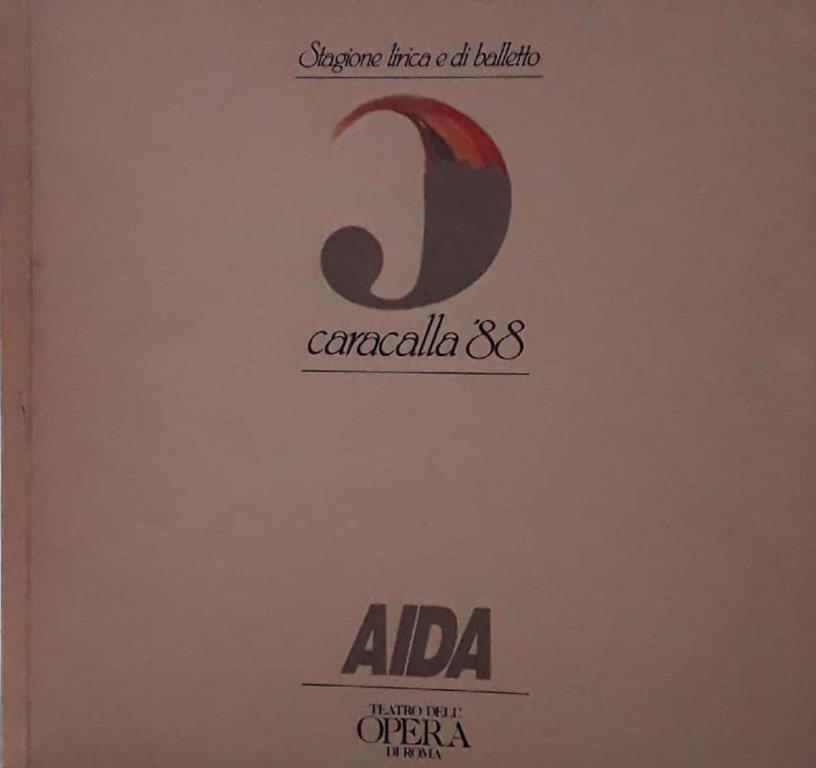 Stagione lirica e di balletto
caracalla '88
AIDA
TEATRO DELL'
OPERA
DI ROMA